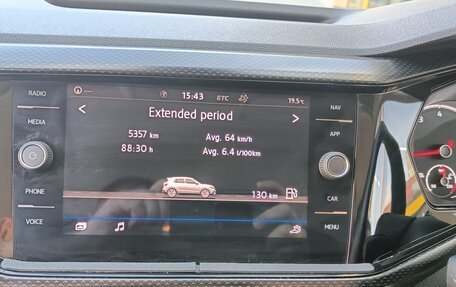 RADIO
MEDIA
PHONE
VOICE
15:43 ETC 19.5°C
< Extended period >
5357 km Avg. 64 km/h
88:30 h Avg. 6.4 l/100km
130 km
NAV
APP
CAR
MENU